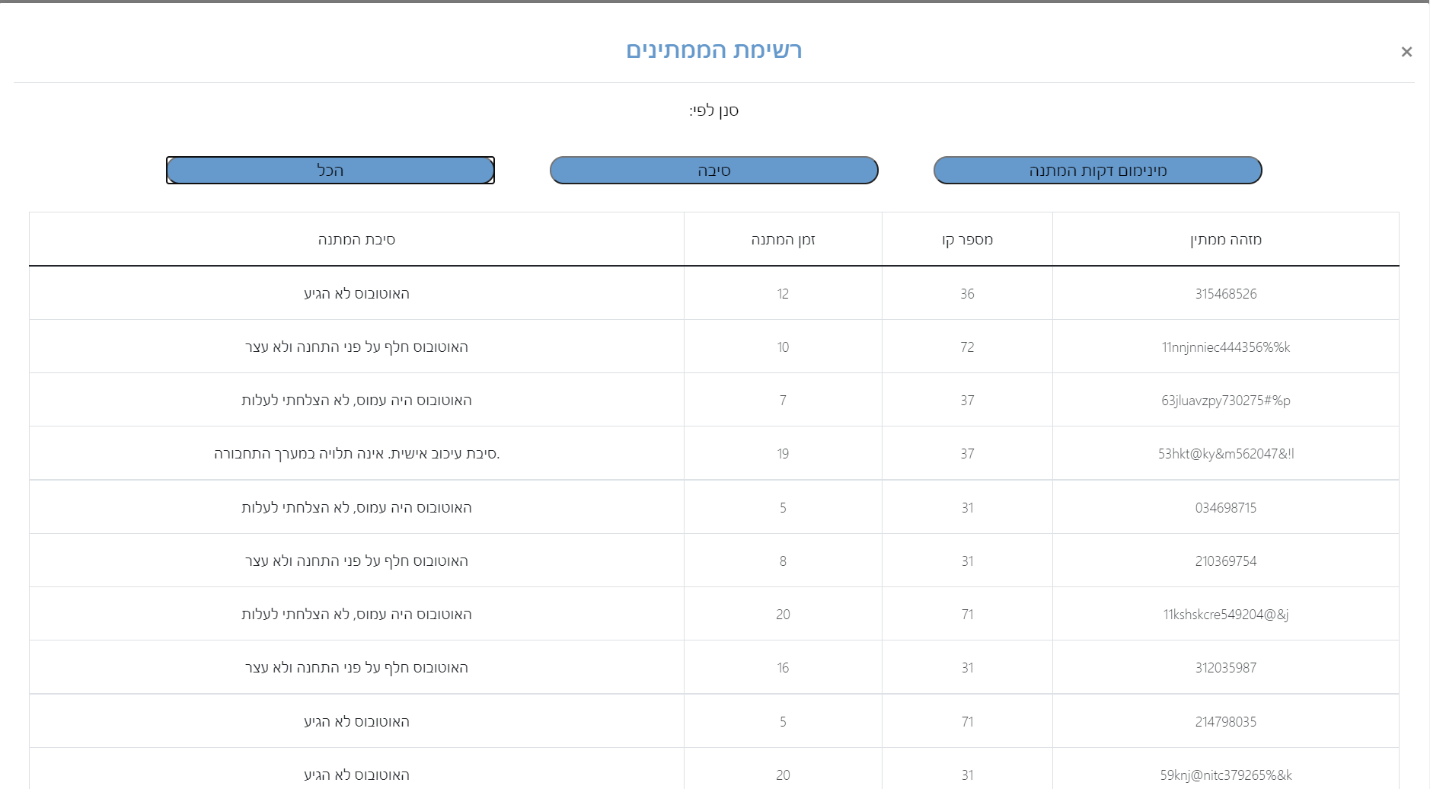 רשימת הממתינים
×
סנן לפי:
מינימום דקות המתנה סיבה הכל
מזהה ממתין מספר קו זמן המתנה סיבת המתנה
315468526 36 12 האוטובוס לא הגיע
11nnjnniec444356%%k 72 10 האוטובוס חלף על פני התחנה ולא עצר
63jluavzpy730275#%p 37 7 האוטובוס היה עמוס, לא הצלחתי לעלות
53hkt@ky&m562047&!l 37 19 סיבת עיכוב אישית. אינה תלויה במערך התחבורה.
034698715 31 5 האוטובוס היה עמוס, לא הצלחתי לעלות
210369754 31 8 האוטובוס חלף על פני התחנה ולא עצר
11kshskcre549204@&j 71 20 האוטובוס היה עמוס, לא הצלחתי לעלות
312035987 31 16 האוטובוס חלף על פני התחנה ולא עצר
214798035 71 5 האוטובוס לא הגיע
59knj@nitc379265%&k 31 20 האוטובוס לא הגיע